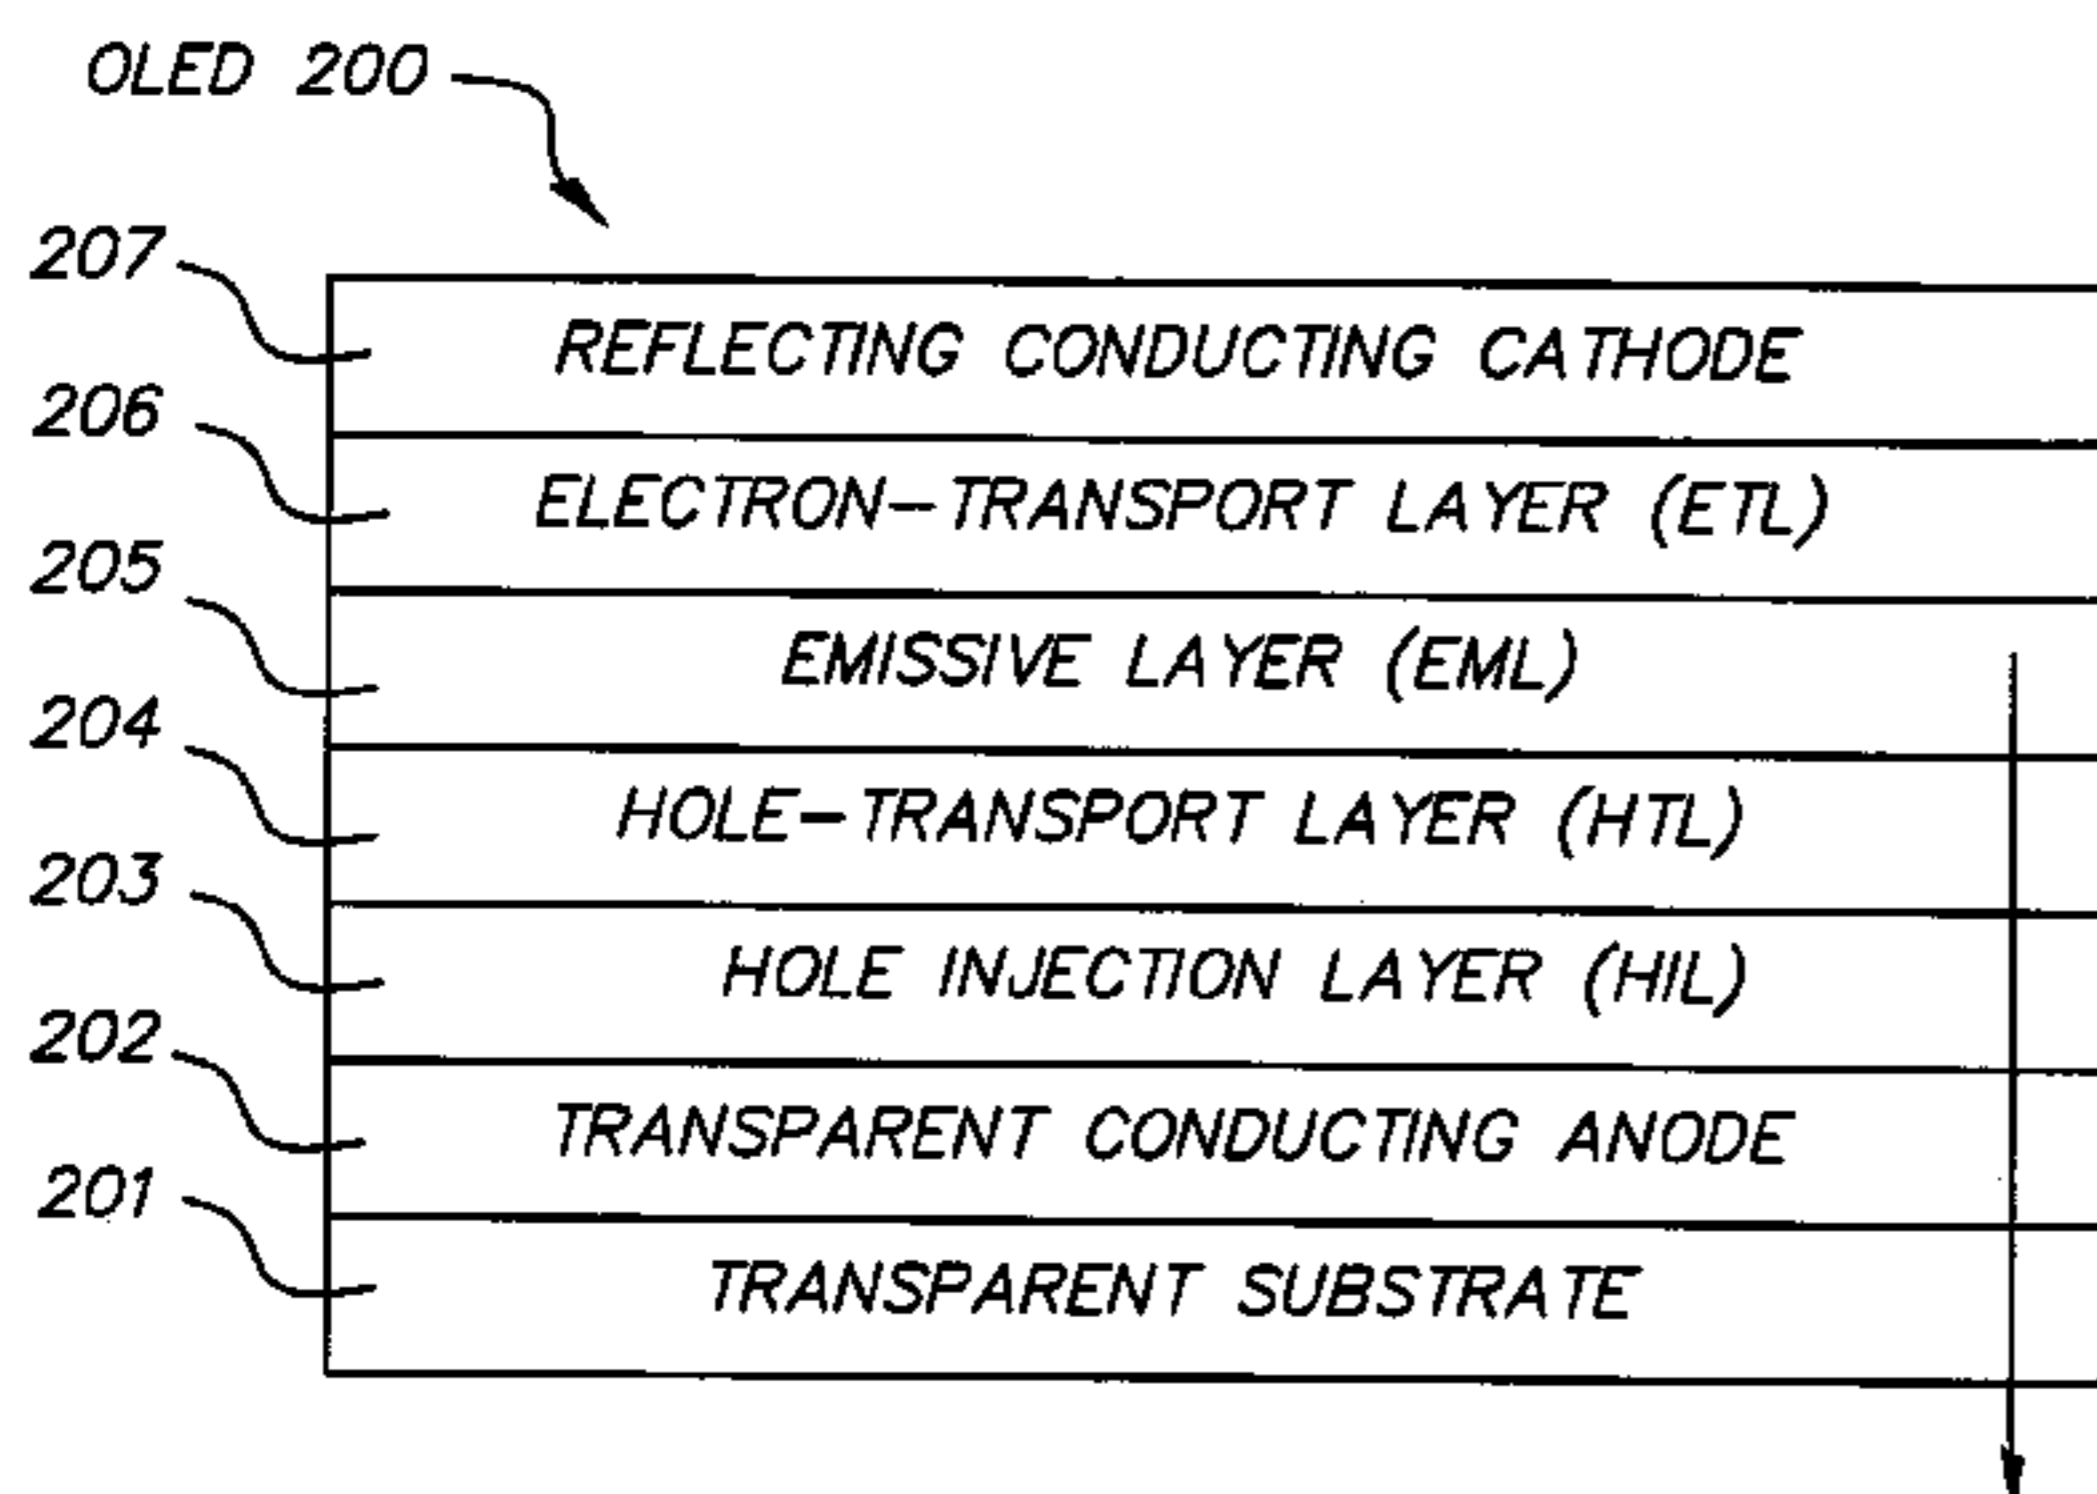 OLED 200
207
REFLECTING CONDUCTING CATHODE
206
ELECTRON-TRANSPORT LAYER (ETL)
205
EMISSIVE LAYER (EML)
204
HOLE-TRANSPORT LAYER (HTL)
203
HOLE INJECTION LAYER (HIL)
202
TRANSPARENT CONDUCTING ANODE
201
TRANSPARENT SUBSTRATE